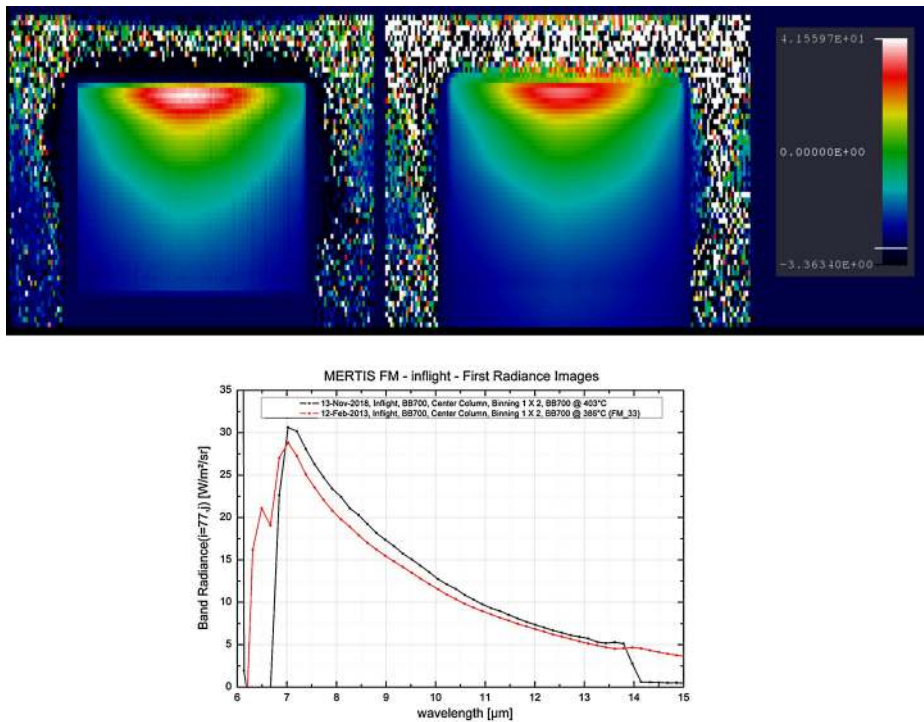 4.15597E+01
0.00000E+00
-3.36340E+00
MERTIS FM - inflight - First Radiance Images
13-Nov-2018, Inflight, BB700, Center Column, Binning 1 X 2, BB700 @ 403°C
12-Feb-2013, Inflight, BB700, Center Column, Binning 1 X 2, BB700 @ 386°C (FM_33)
Band Radiance(i=77,j) [W/m²/sr]
35
30
25
20
15
10
5
0
6 7 8 9 10 11 12 13 14 15
wavelength [µm]